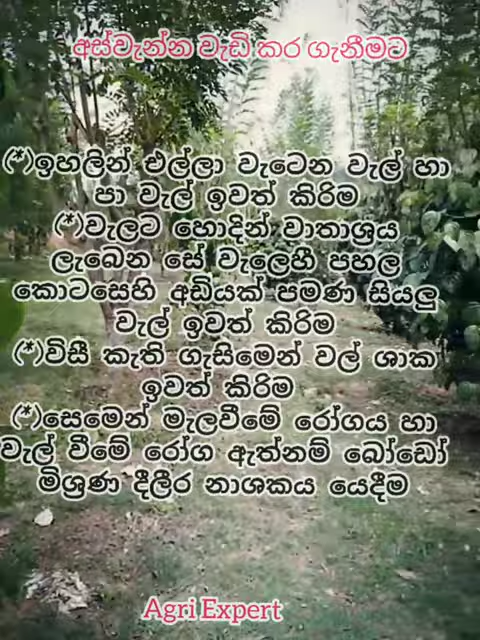 අස්වැන්න වැඩි කර ගැනීමට
(*)ඉහලින් එල්ලා වැටෙන වැල් හා
පා වැල් ඉවත් කිරිම
(*)වැලට හොදින් වාතාශ්‍රය
ලැබෙන සේ වැලෙහී පහල
කොටසෙහි අඩියක් පමණ සියලු
වැල් ඉවත් කිරිම
(*)විසී කැති ගැසිමෙන් වල් ශාක
ඉවත් කිරිම
(*)සෙමෙන් මැලවීමේ රෝගය හා
වැල් වීමේ රෝග ඇත්නම් බෝඩෝ
මිශ්‍රණ දීලීර නාශකය යෙදීම
Agri Expert